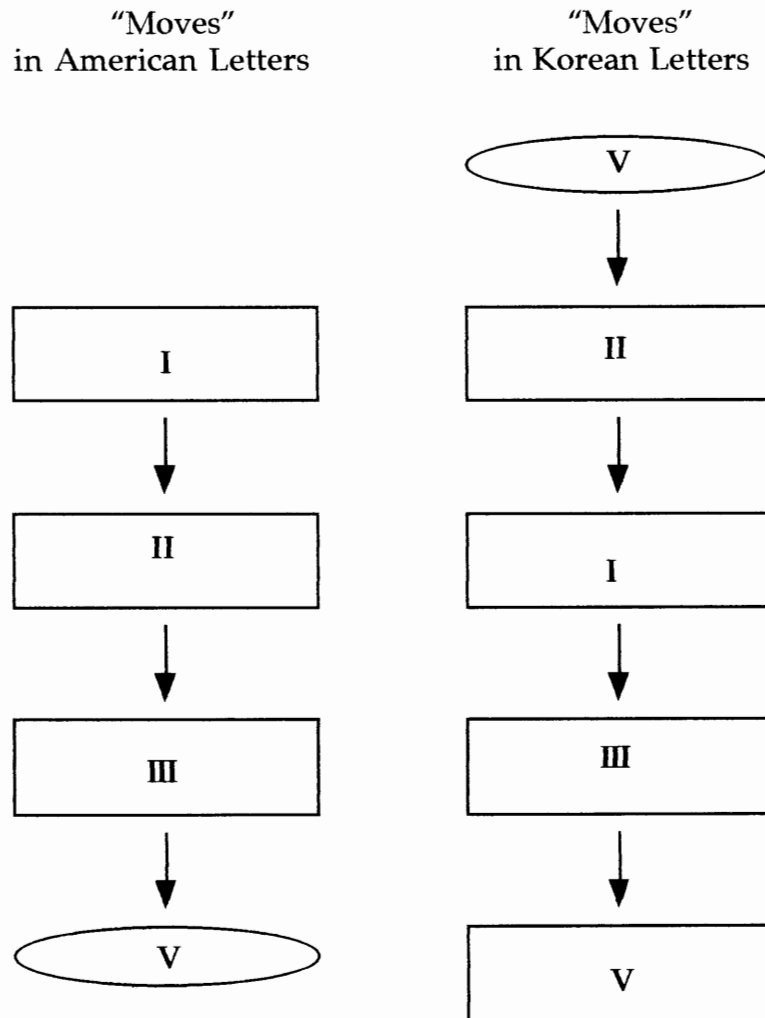 “Moves”
in American Letters
I
II
III
V
“Moves”
in Korean Letters
V
II
I
III
V